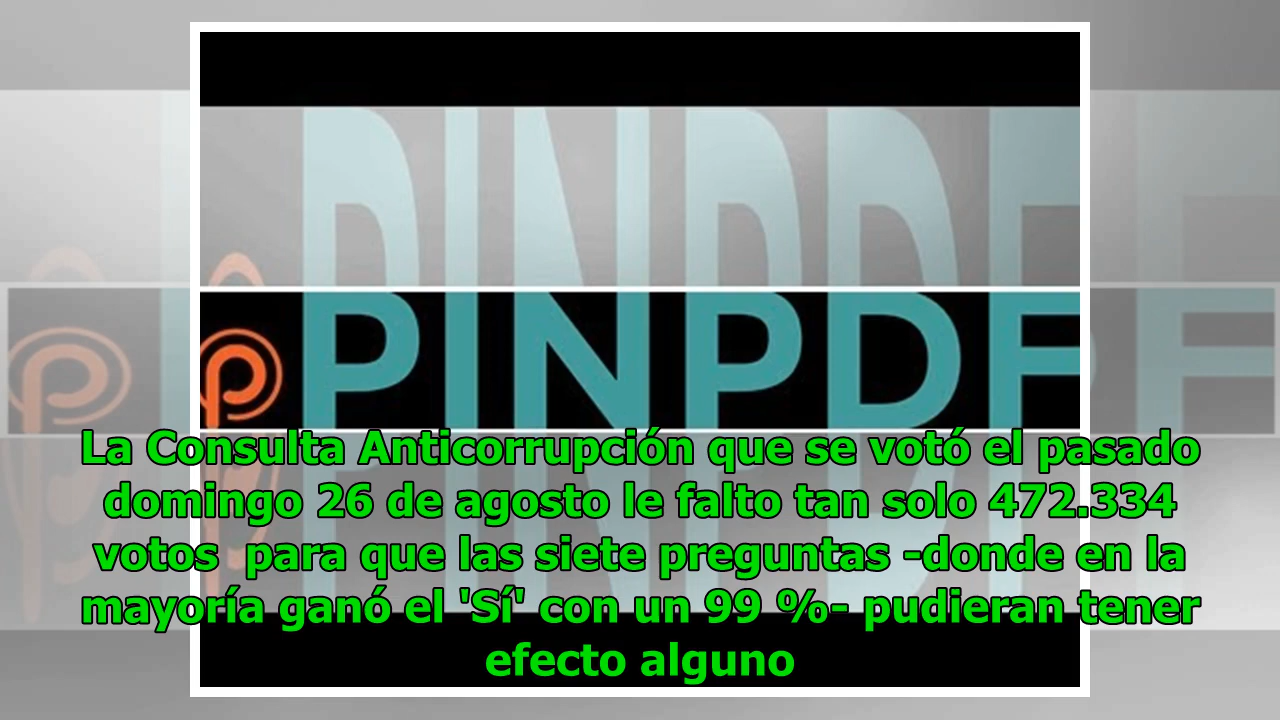 PINPDF
La Consulta Anticorrupción que se votó el pasado
domingo 26 de agosto le falto tan solo 472.334
votos  para que las siete preguntas -donde en la
mayoría ganó el 'Sí' con un 99 %- pudieran tener
efecto alguno